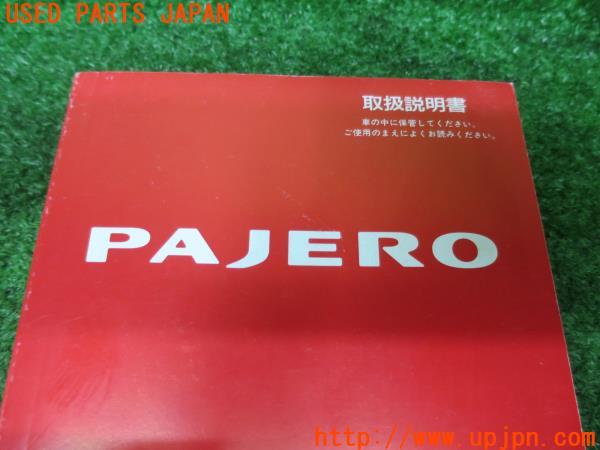 USED PARTS JAPAN
取扱説明書
車の中に保管してください。
ご使用のまえによくお読みください。
PAJERO
http://www.upjpn.com/